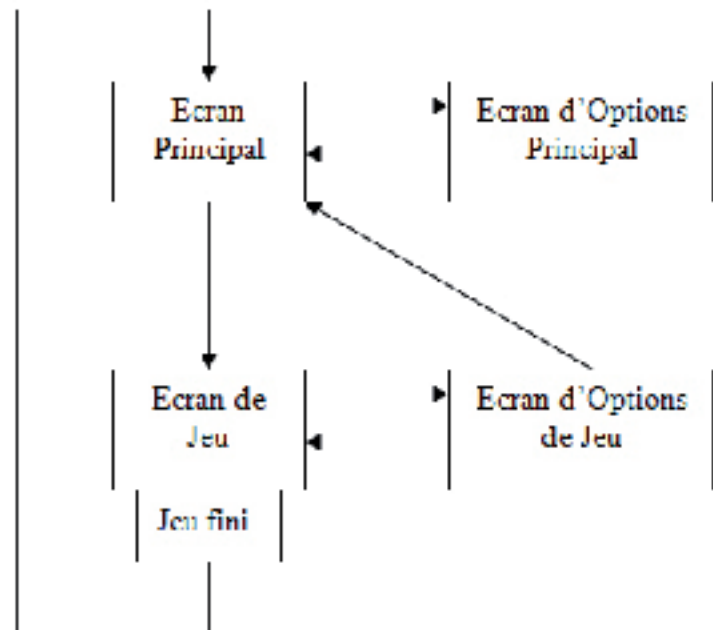 Ecran
Principal
Ecran d'Options
Principal
Ecran de
Jeu
Ecran d'Options
de Jeu
Jeu fini